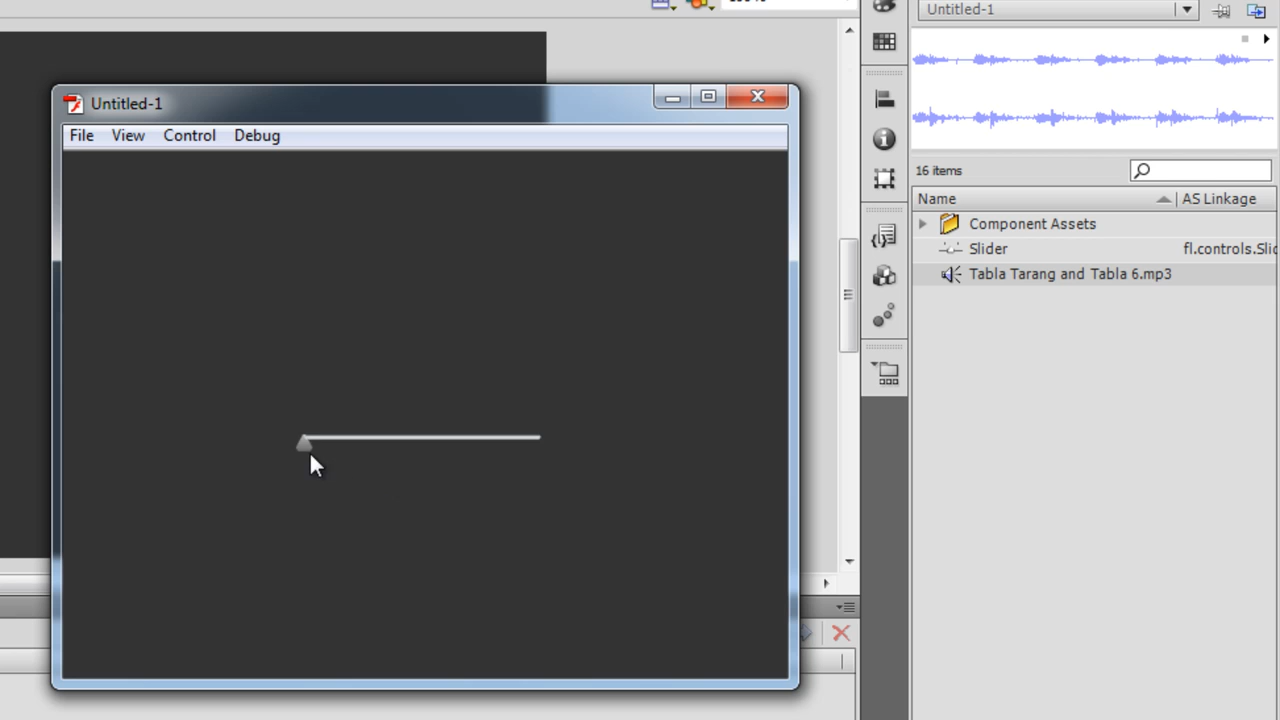 Untitled-1
Untitled-1
File View Control Debug
16 items
Name AS Linkage
Component Assets
Slider fl.controls.Slic
Tabla Tarang and Tabla 6.mp3